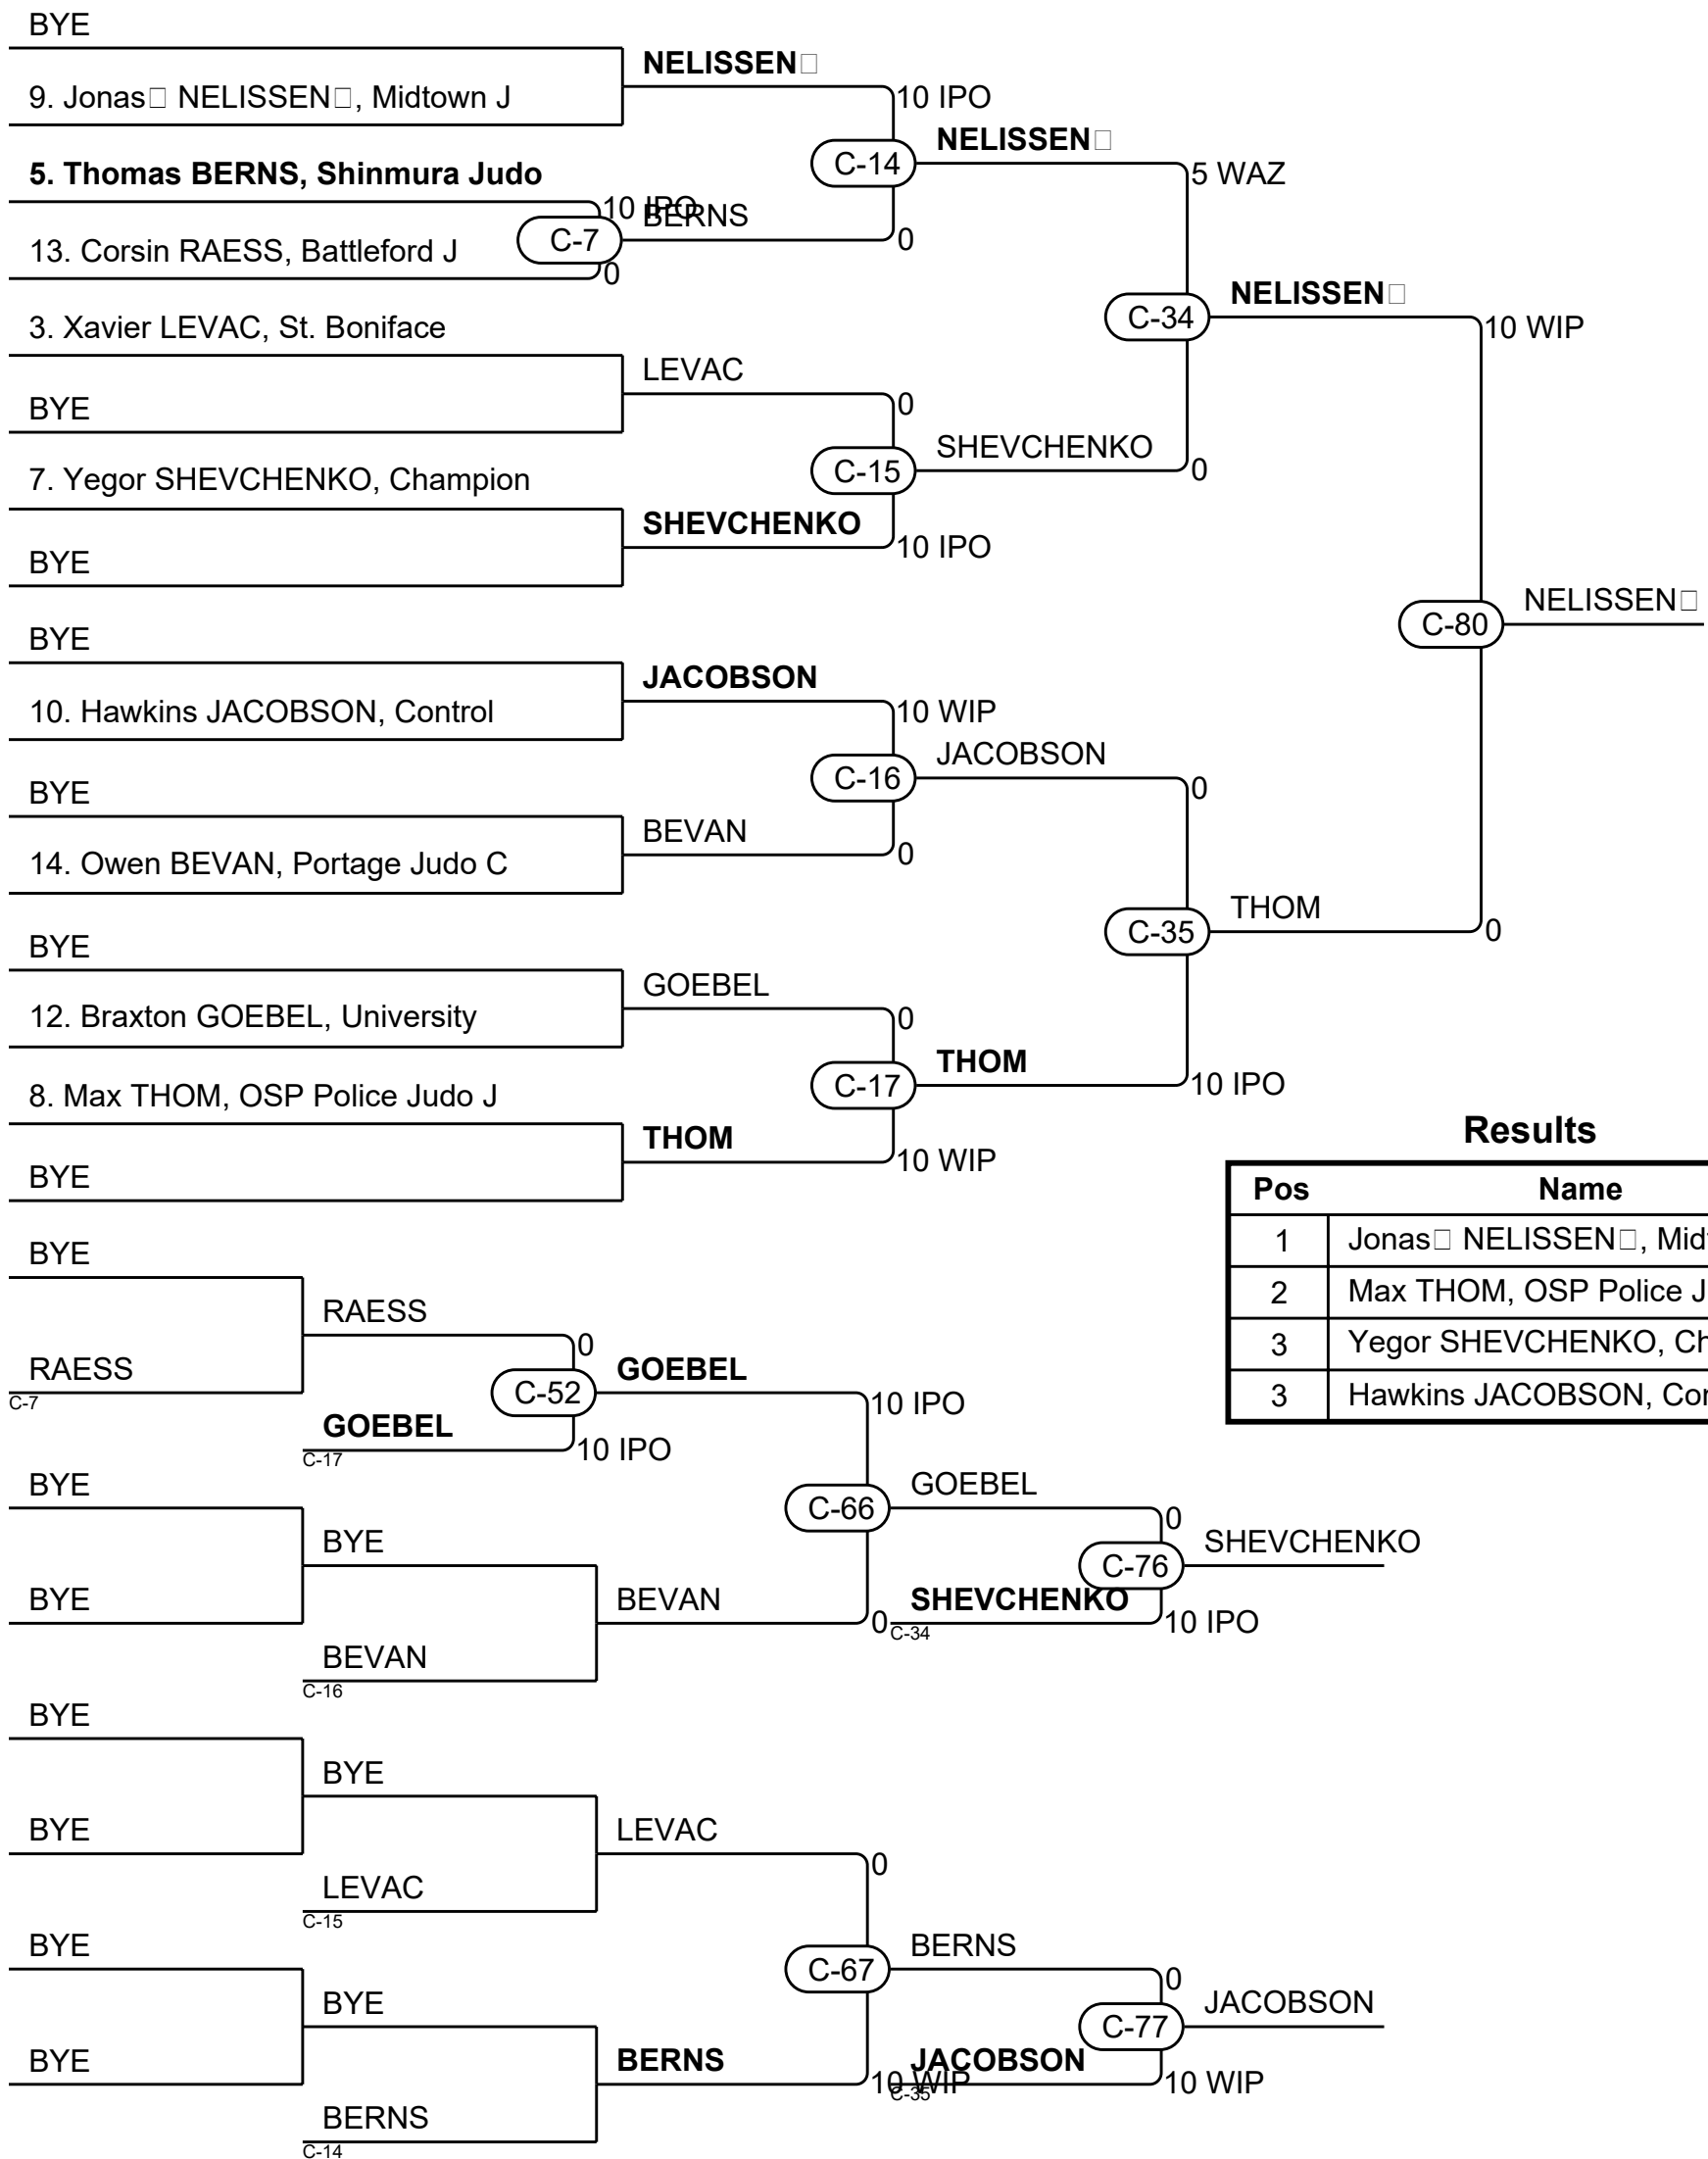 BYE
NELISSEN
9. Jonas NELISSEN, Midtown J
10 IPO
NELISSEN
C-14
5. Thomas BERNS, Shinmura Judo
5 WAZ
10 IPO
BERNS
C-7
0
13. Corsin RAESS, Battleford J
0
NELISSEN
C-34
10 WIP
3. Xavier LEVAC, St. Boniface
LEVAC
0
BYE
SHEVCHENKO
C-15
0
7. Yegor SHEVCHENKO, Champion
SHEVCHENKO
10 IPO
BYE
NELISSEN
C-80
BYE
JACOBSON
10. Hawkins JACOBSON, Control
10 WIP
JACOBSON
C-16
0
BYE
BEVAN
0
14. Owen BEVAN, Portage Judo C
THOM
C-35
0
BYE
GOEBEL
12. Braxton GOEBEL, University
0
THOM
C-17
10 IPO
8. Max THOM, OSP Police Judo J
THOM
10 WIP
BYE
Results
Pos Name
1 Jonas NELISSEN, Mid
2 Max THOM, OSP Police J
3 Yegor SHEVCHENKO, Ch
3 Hawkins JACOBSON, Con
BYE
RAESS
0
RAESS
C-7
GOEBEL
C-52
10 IPO
GOEBEL
C-17
10 IPO
BYE
GOEBEL
C-66
0
BYE
SHEVCHENKO
C-76
BYE
BEVAN
0
SHEVCHENKO
C-34
10 IPO
BEVAN
C-16
BYE
BYE
BYE
LEVAC
0
LEVAC
C-15
BYE
BERNS
C-67
0
BYE
JACOBSON
C-77
BYE
BERNS
10 WIP
JACOBSON
C-35
10 WIP
BERNS
C-14